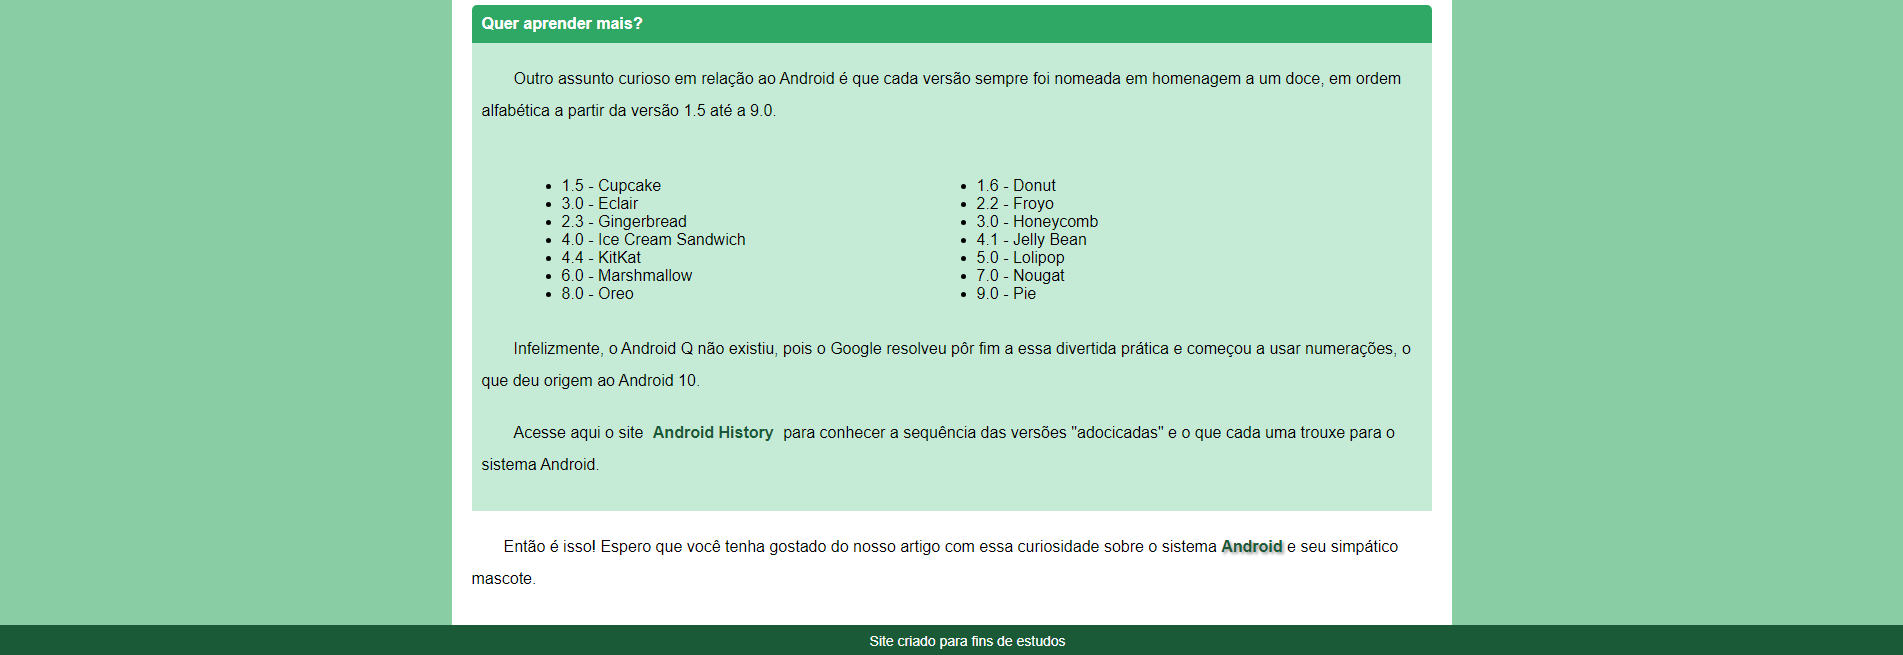 Quer aprender mais?
Outro assunto curioso em relação ao Android é que cada versão sempre foi nomeada em homenagem a um doce, em ordem
alfabética a partir da versão 1.5 até a 9.0.
• 1.5 - Cupcake
• 3.0 - Eclair
• 2.3 - Gingerbread
• 4.0 - Ice Cream Sandwich
• 4.4 - KitKat
• 6.0 - Marshmallow
• 8.0 - Oreo
• 1.6 - Donut
• 2.2 - Froyo
• 3.0 - Honeycomb
• 4.1 - Jelly Bean
• 5.0 - Lolipop
• 7.0 - Nougat
• 9.0 - Pie
Infelizmente, o Android Q não existiu, pois o Google resolveu pôr fim a essa divertida prática e começou a usar numerações, o
que deu origem ao Android 10.
Acesse aqui o site Android History para conhecer a sequência das versões "adocicadas" e o que cada uma trouxe para o
sistema Android.
Então é isso! Espero que você tenha gostado do nosso artigo com essa curiosidade sobre o sistema Android e seu simpático
mascote.
Site criado para fins de estudos